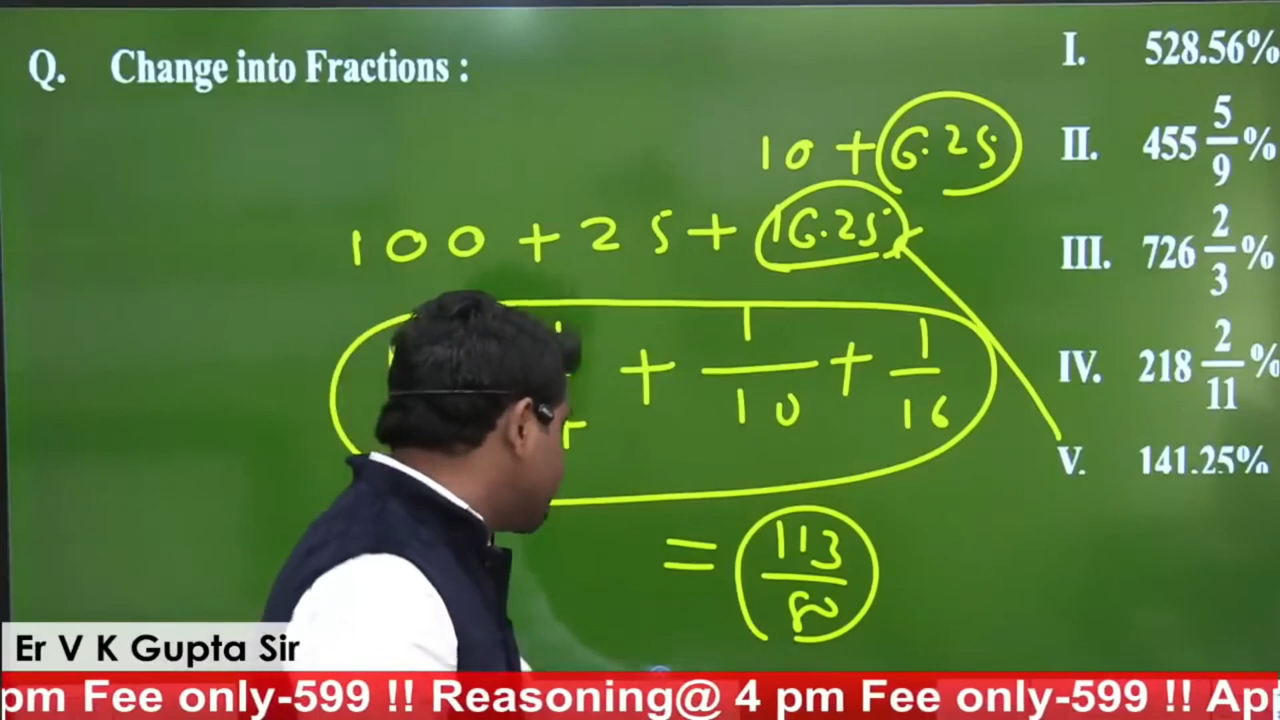 Q. Change into Fractions :
I. 528.56%
II. 455 5/9 %
III. 726 2/3 %
IV. 218 2/11 %
V. 141.25%
10 + 6.25
100 + 25 + 16.25
+ 1/10 + 1/16
= 113/80
Er V K Gupta Sir
pm Fee only-599 !! Reasoning@ 4 pm Fee only-599 !! Ap